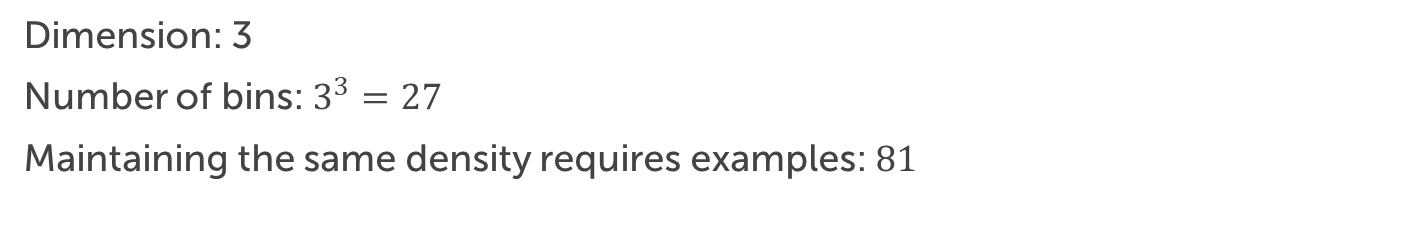 Dimension: 3
Number of bins: 3³ = 27
Maintaining the same density requires examples: 81